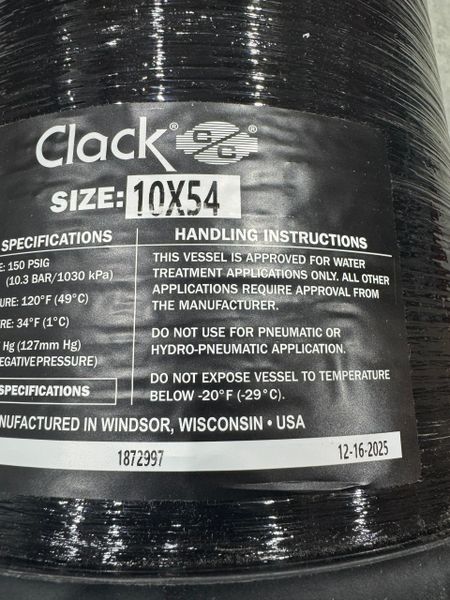 Clack® C/C ®
SIZE: 10X54
SPECIFICATIONS
E: 150 PSIG
(10.3 BAR/1030 kPa)
URE: 120°F (49°C)
RE: 34°F (1°C)
Hg (127mm Hg)
EGATIVE PRESSURE)
SPECIFICATIONS
HANDLING INSTRUCTIONS
THIS VESSEL IS APPROVED FOR WATER
TREATMENT APPLICATIONS ONLY. ALL OTHER
APPLICATIONS REQUIRE APPROVAL FROM
THE MANUFACTURER.
DO NOT USE FOR PNEUMATIC OR
HYDRO-PNEUMATIC APPLICATION.
DO NOT EXPOSE VESSEL TO TEMPERATURE
BELOW -20°F (-29°C).
NUFACTURED IN WINDSOR, WISCONSIN • USA
1872997 12-16-2025